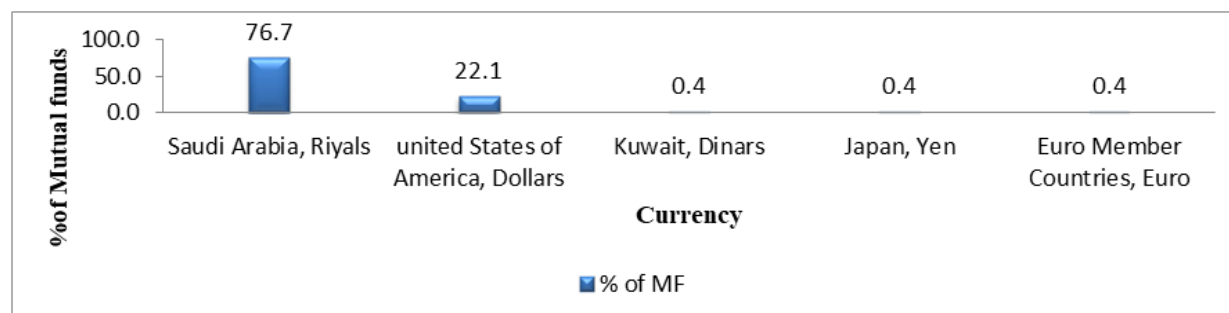 %of Mutual funds
100.0
50.0
0.0
76.7
22.1
0.4
0.4
0.4
Saudi Arabia, Riyals
united States of
America, Dollars
Kuwait, Dinars
Japan, Yen
Euro Member
Countries, Euro
Currency
% of MF